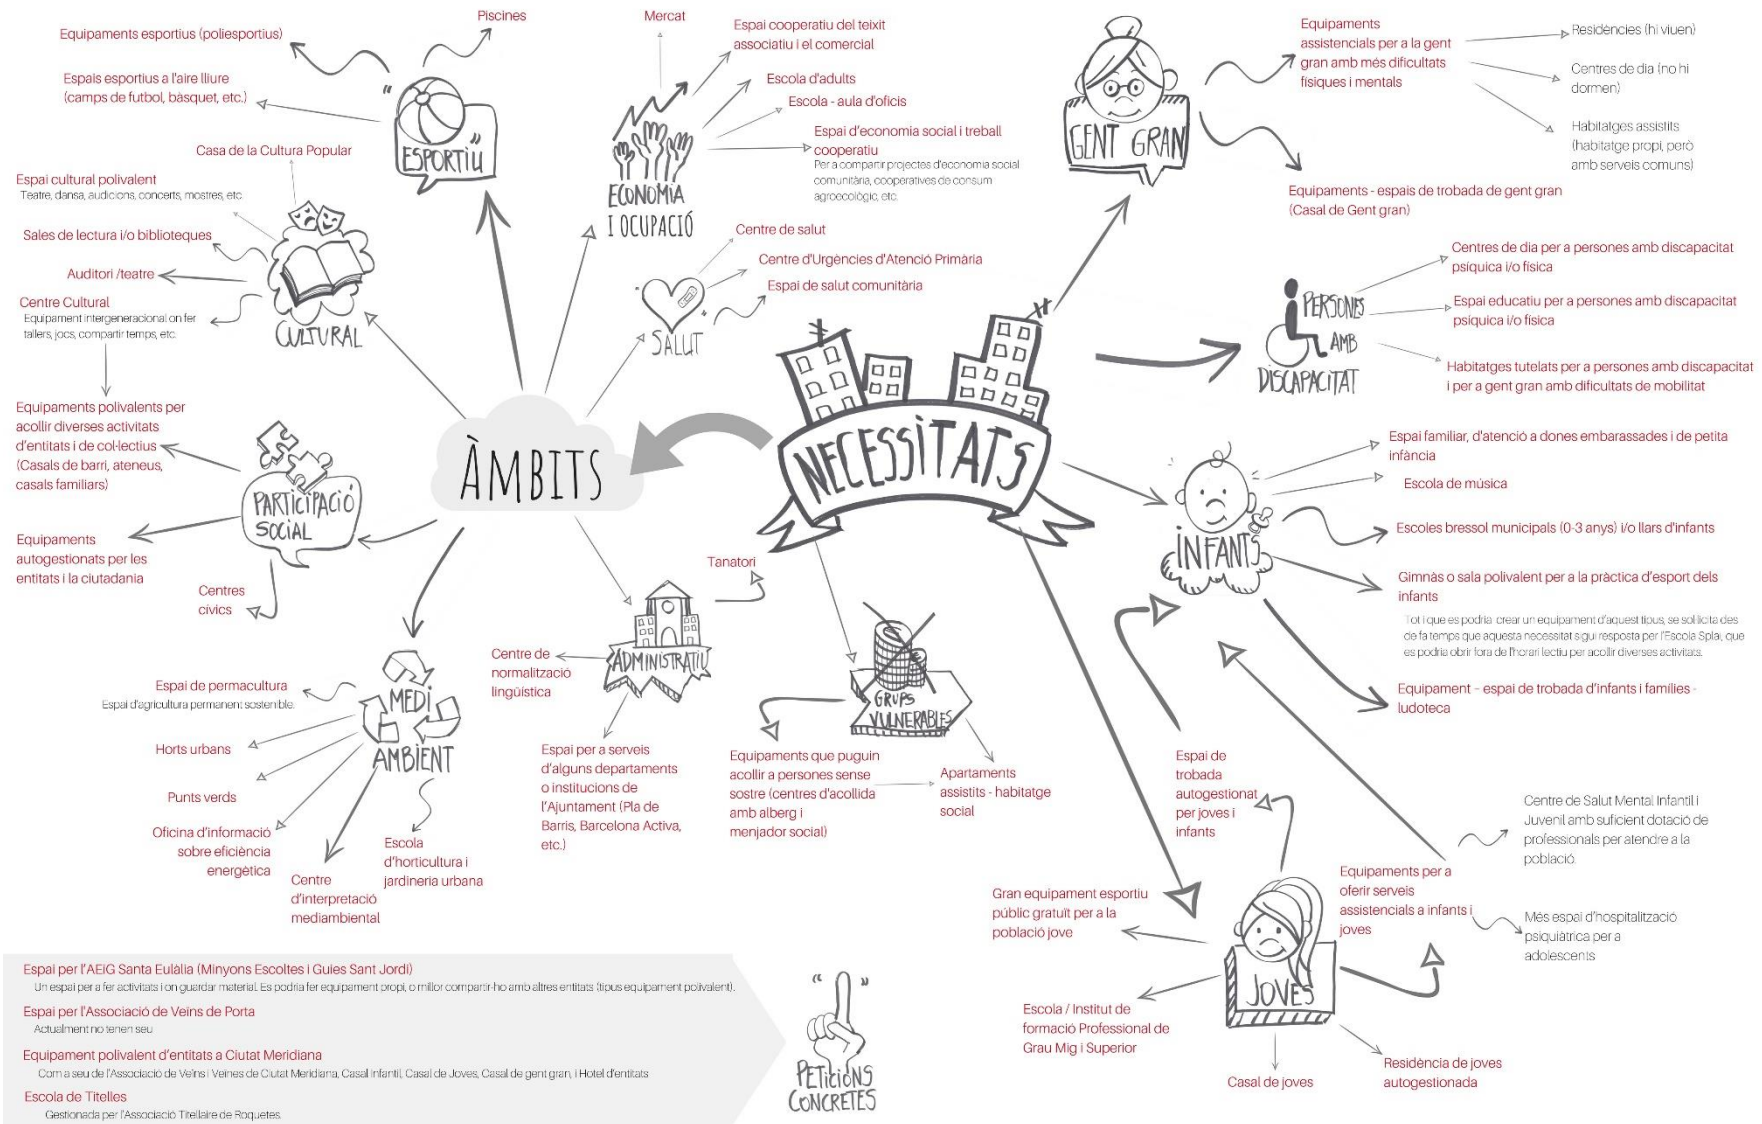 Piscines
Equipaments esportius (poliesportius)
Espais esportius a l'aire lliure
(camps de futbol, bàsquet, etc.)
ESPORTIU
Mercat
Espai cooperatiu del teixit
associatiu i el comercial
Escola d'adults
Escola - aula d'oficis
Espai d'economia social i treball
cooperatiu
Per a compartir projectes d'economia social
comunitària, cooperatives de consum
agroecològic, etc.
ECONOMIA
I OCUPACIÓ
Casa de la Cultura Popular
Espai cultural polivalent
Teatre, dansa, audicions, concerts, mostres, etc.
Sales de lectura i/o biblioteques
Auditori /teatre
Centre Cultural
Equipament intergeneracional on fer
tallers, jocs, compartir temps, etc.
CULTURAL
Centre de salut
Centre d'Urgències d'Atenció Primària
Espai de salut comunitària
SALUT
GENT GRAN
Equipaments
assistencials per a la gent
gran amb més dificultats
físiques i mentals
Residències (hi viuen)
Centres de dia (no hi
dormen)
Habitatges assistits
(habitatge propi, però
amb serveis comuns)
Equipaments - espais de trobada de gent gran
(Casal de Gent gran)
PERSONES
AMB
DISCAPACITAT
Centres de dia per a persones amb discapacitat
psíquica i/o física
Espai educatiu per a persones amb discapacitat
psíquica i/o física
Habitatges tutelats per a persones amb discapacitat
i per a gent gran amb dificultats de mobilitat
ÀMBITS
NECESSITATS
Equipaments polivalents per
acollir diverses activitats
d'entitats i de col·lectius
(Casals de barri, ateneus,
casals familiars)
PARTICIPACIÓ
SOCIAL
Equipaments
autogestionats per les
entitats i la ciutadania
Centres
cívics
INFANTS
Espai familiar, d'atenció a dones embarassades i de petita
infància
Escola de música
Escoles bressol municipals (0-3 anys) i/o llars d'infants
Gimnàs o sala polivalent per a la pràctica d'esport dels
infants
Tot i que es podria crear un equipament d'aquest tipus, se sol·licita des
de fa temps que aquesta necessitat sigui resposta per l'Escola Splai, que
es podria obrir fora de l'horari lectiu per acollir diverses activitats.
Equipament – espai de trobada d'infants i famílies -
ludoteca
Tanatori
ADMINISTRATIU
Centre de
normalització
lingüística
Espai per a serveis
d'alguns departaments
o institucions de
l'Ajuntament (Pla de
Barris, Barcelona Activa,
etc.)
GRUPS
VULNERABLES
Equipaments que puguin
acollir a persones sense
sostre (centres d'acollida
amb alberg i
menjador social)
Apartaments
assistits - habitatge
social
MEDI
AMBIENT
Espai de permacultura
Espai d'agricultura permanent sostenible.
Horts urbans
Punts verds
Oficina d'informació
sobre eficiència
energètica
Centre
d'interpretació
mediambiental
Escola
d'horticultura i
jardineria urbana
Espai de
trobada
autogestionat
per joves i
infants
Equipaments per a
oferir serveis
assistencials a infants i
joves
Centre de Salut Mental Infantil i
Juvenil amb suficient dotació de
professionals per atendre a la
població.
Més espai d'hospitalització
psiquiàtrica per a
adolescents
Gran equipament esportiu
públic gratuït per a la
població jove
JOVES
Escola / Institut de
formació Professional de
Grau Mig i Superior
Casal de joves
Residència de joves
autogestionada
Espai per l'AEIG Santa Eulàlia (Minyons Escoltes i Guies Sant Jordi)
Un espai per a fer activitats i on guardar material. Es podria fer equipament propi, o millor compartir-ho amb altres entitats (tipus equipament polivalent).
Espai per l'Associació de Veïns de Porta
Actualment no tenen seu
Equipament polivalent d'entitats a Ciutat Meridiana
Com a seu de l'Associació de Veïns i Veïnes de Ciutat Meridiana, Casal Infantil, Casal de Joves, Casal de gent gran, i Hotel d'entitats
Escola de Titelles
Gestionada per l'Associació Titellaire de Roquetes.
PETICIONS
CONCRETES